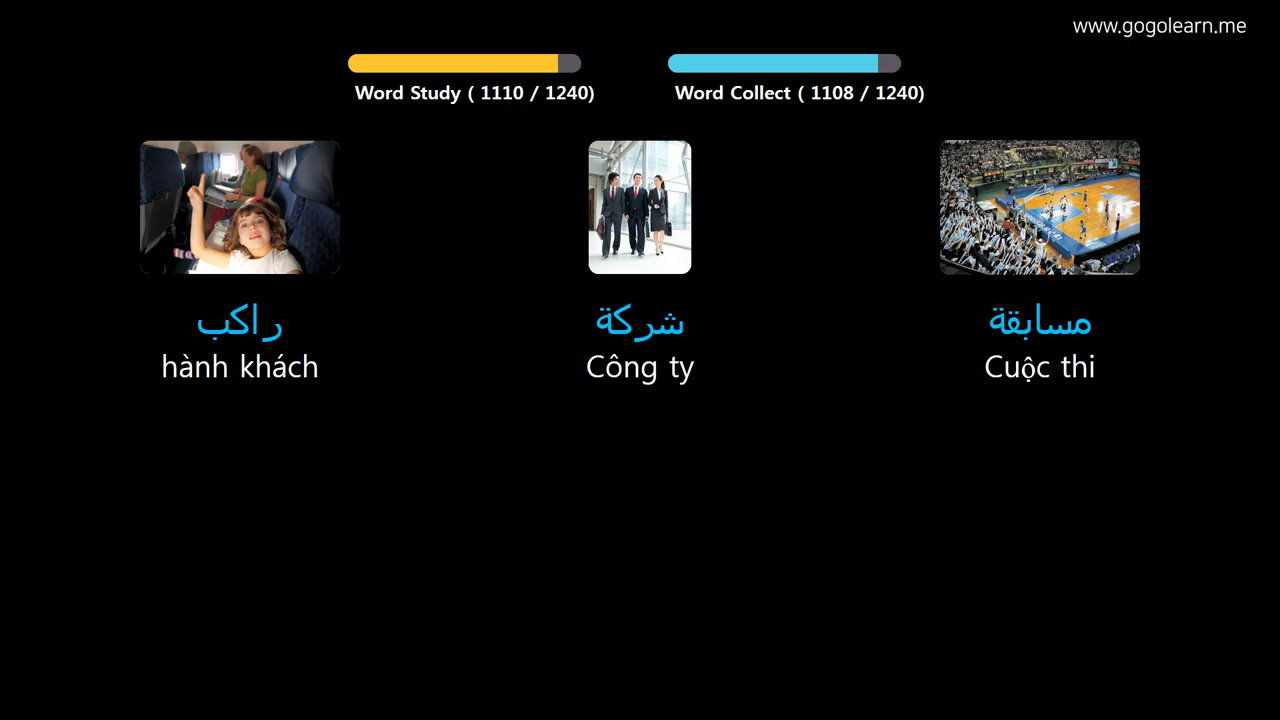 www.gogolearn.me
Word Study ( 1110 / 1240)
Word Collect ( 1108 / 1240)
راكب
hành khách
شركة
Công ty
مسابقة
Cuộc thi